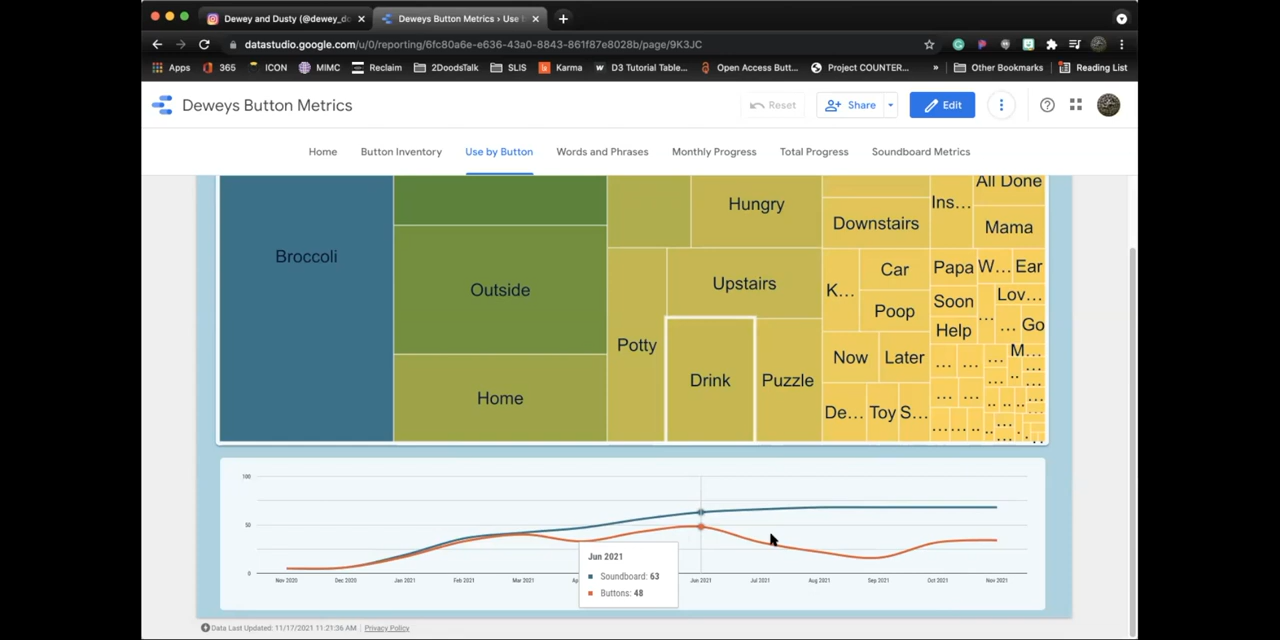 Dewey and Dusty (@dewey_do
Deweys Button Metrics › Use
datastudio.google.com/u/0/reporting/6fc80a6e-e636-43a0-8843-861f87e8028b/page/9K3JC
Apps 365 ICON MIMC Reclaim 2DoodsTalk SLIS Karma D3 Tutorial Table... Open Access Butt... Project COUNTER... » Other Bookmarks Reading List
Deweys Button Metrics
Reset Share Edit
Home Button Inventory Use by Button Words and Phrases Monthly Progress Total Progress Soundboard Metrics
Broccoli
Outside
Home
Hungry
Potty
Upstairs
Drink
Puzzle
Downstairs
Ins...
All Done
Mama
K...
Car
Poop
Papa
W...
Ear
Soon
Lov...
Help
... Go
M...
Now
Later
De...
Toy
S...
100
50
0
Jun 2021
Soundboard: 63
Buttons: 48
Nov 2020 Dec 2020 Jan 2021 Feb 2021 Mar 2021 Jun 2021 Jul 2021 Aug 2021 Sep 2021 Oct 2021 Nov 2021
Data Last Updated: 11/17/2021 11:21:36 AM Privacy Policy